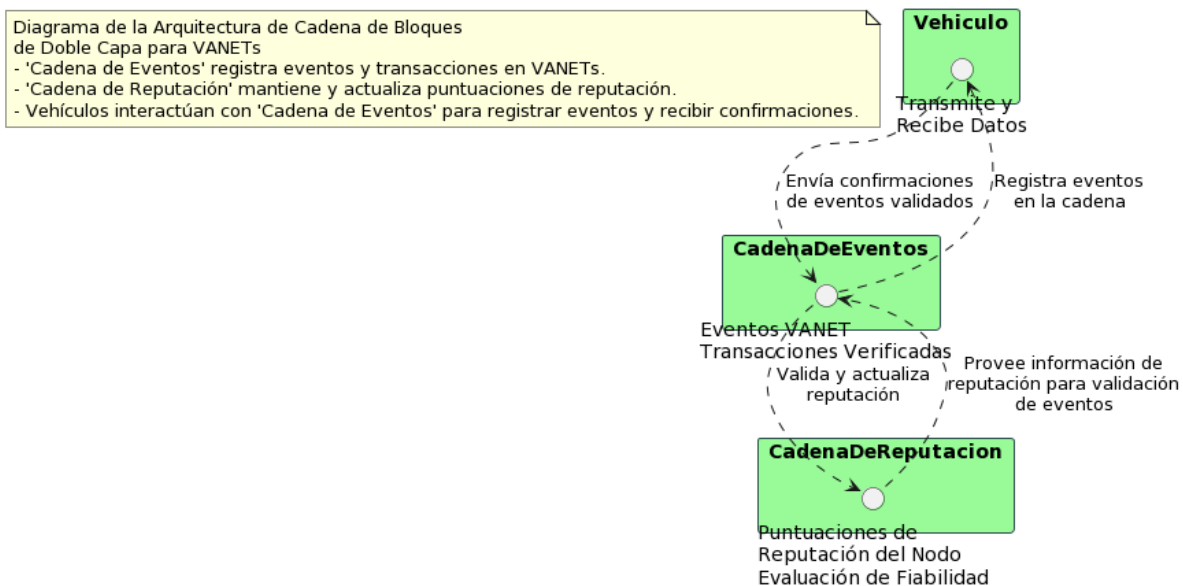 Diagrama de la Arquitectura de Cadena de Bloques
de Doble Capa para VANETs
- 'Cadena de Eventos' registra eventos y transacciones en VANETs.
- 'Cadena de Reputación' mantiene y actualiza puntuaciones de reputación.
- Vehículos interactúan con 'Cadena de Eventos' para registrar eventos y recibir confirmaciones.
Vehiculo
Transmite y
Recibe Datos
Envía confirmaciones
de eventos validados
Registra eventos
en la cadena
CadenaDeEventos
Eventos VANET
Transacciones Verificadas
Valida y actualiza
reputación
Provee información de
reputación para validación
de eventos
CadenaDeReputacion
Puntuaciones de
Reputación del Nodo
Evaluación de Fiabilidad